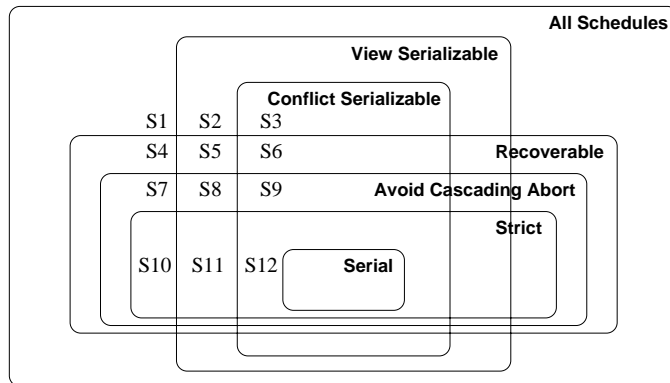 All Schedules
View Serializable
Conflict Serializable
S1 S2 S3
S4 S5 S6 Recoverable
S7 S8 S9 Avoid Cascading Abort
Strict
S10 S11 S12 Serial